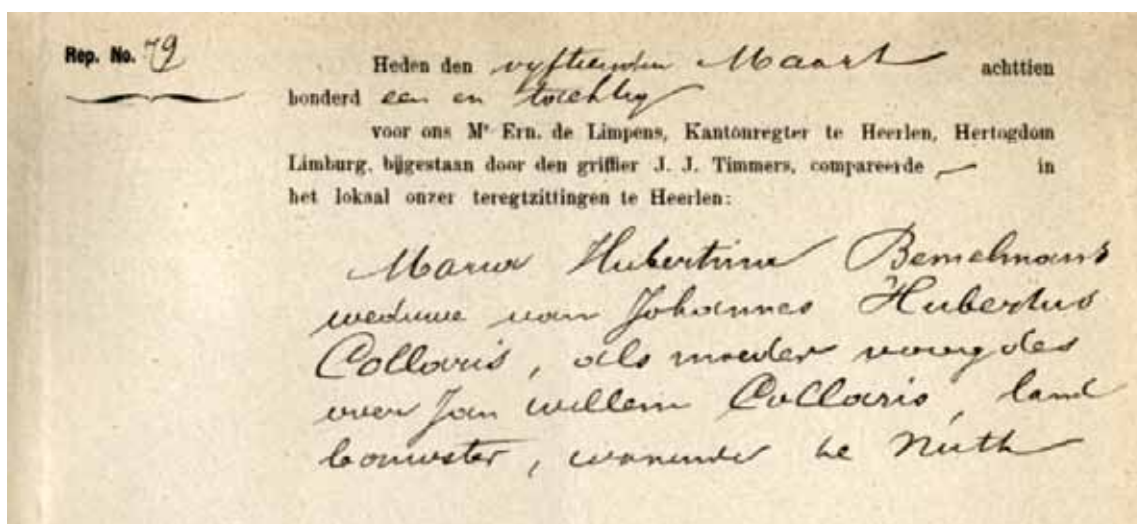 Rep. No. 79
Heden den vyftienden Maart achttien
honderd een en tachtig
voor ons Mr Ern. de Limpens, Kantonregter te Heerlen, Hertogdom
Limburg, bijgestaan door den griffier J. J. Timmers, compareerde — in
het lokaal onzer teregtzittingen te Heerlen:
Maria Hubertina Bemelmans
weduwe van Johannes Hubertus
Collaris, als moeder voogdes
over Jan willem Collaris, land
bouwster, wonende te Nuth